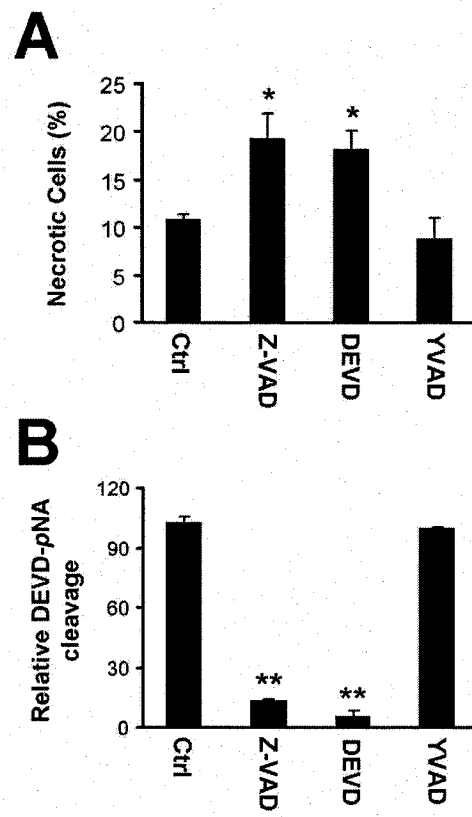 A
Necrotic Cells (%)
25
20
15
10
5
0
*
*
Ctrl
Z-VAD
DEVD
YVAD
B
Relative DEVD-pNA
cleavage
120
90
60
30
0
**
**
Ctrl
Z-VAD
DEVD
YVAD